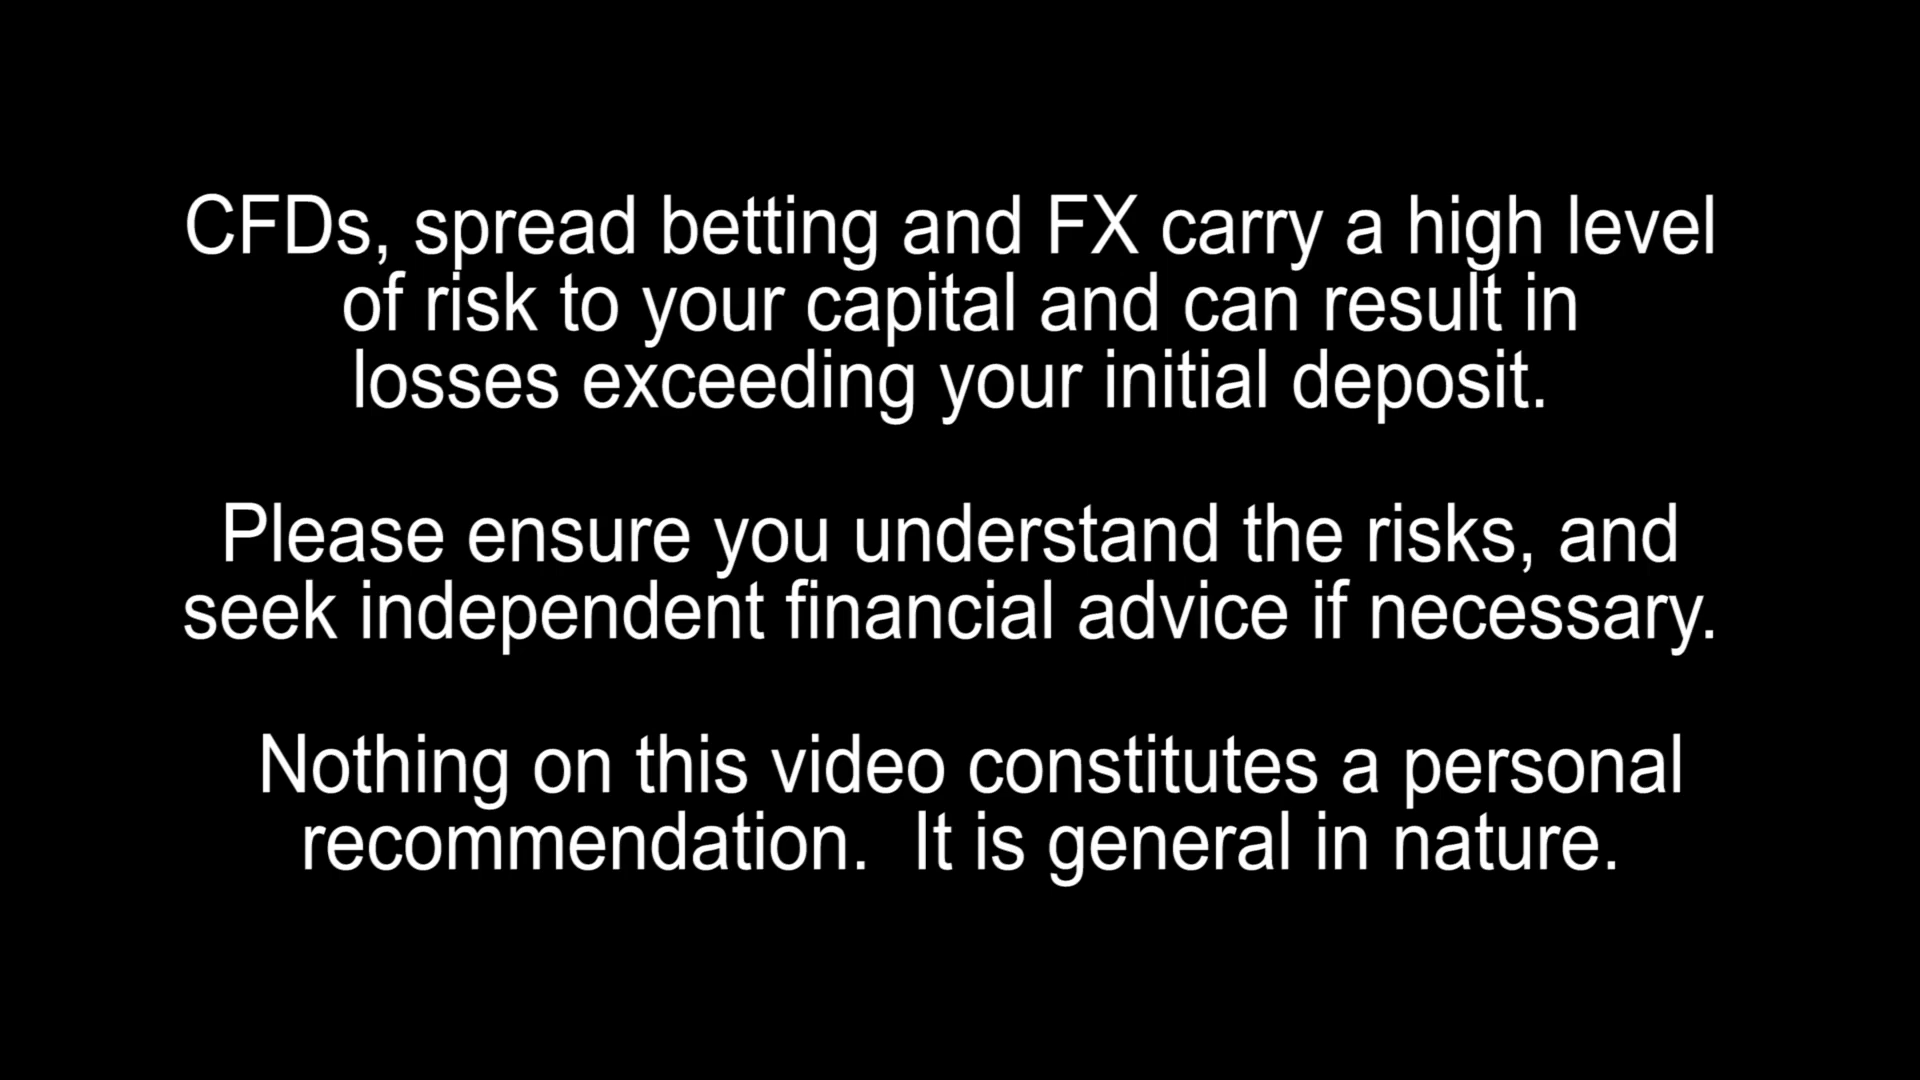 CFDs, spread betting and FX carry a high level
of risk to your capital and can result in
losses exceeding your initial deposit.
Please ensure you understand the risks, and
seek independent financial advice if necessary.
Nothing on this video constitutes a personal
recommendation.  It is general in nature.